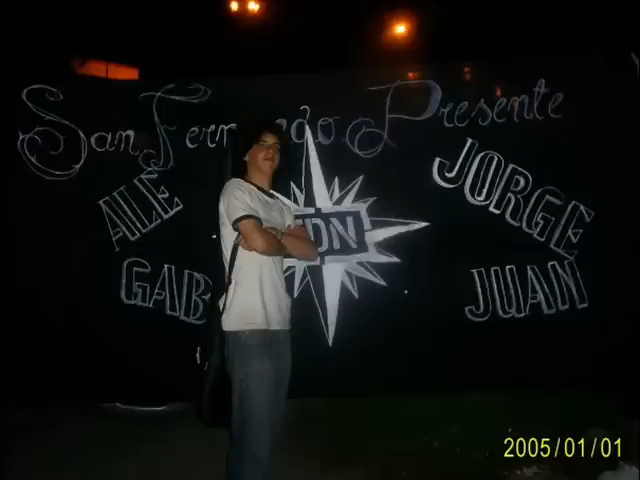 San Fernando Presente
ALE JORGE
DN
GAB JUAN
2005/01/01